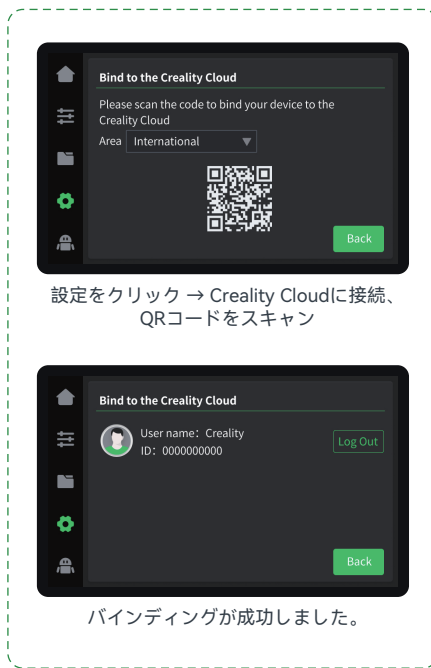 Bind to the Creality Cloud
Please scan the code to bind your device to the
Creality Cloud
Area International
Back
設定をクリック → Creality Cloudに接続、
QRコードをスキャン
Bind to the Creality Cloud
User name：Creality
ID：0000000000
Log Out
Back
バインディングが成功しました。